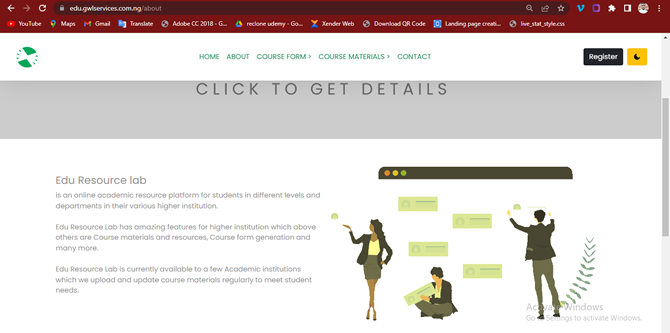 edu.gwlservices.com.ng/about
YouTube Maps Gmail Translate Adobe CC 2018 - Go... reclone udemy - Go... Xender Web Download QR Code Landing page creati... live_stat_style.css
HOME ABOUT COURSE FORM > COURSE MATERIALS > CONTACT Register
CLICK TO GET DETAILS
Edu Resource lab
is an online academic resource platform for students in different levels and
departments in their various higher institution.
Edu Resource Lab has amazing features for higher institution which above
others are Course materials and resources, Course form generation and
many more.
Edu Resource Lab is currently available to a few Academic institutions
which we upload and update course materials regularly to meet student
needs.
Activate Windows
Go to Settings to activate Windows.